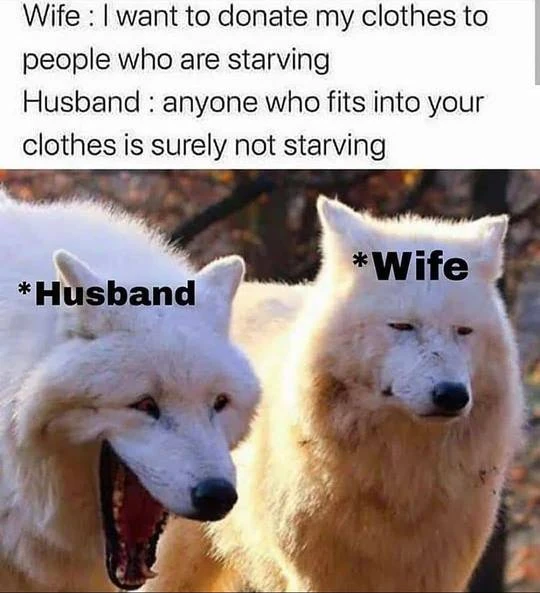 Wife : I want to donate my clothes to
people who are starving
Husband : anyone who fits into your
clothes is surely not starving
*Husband
*Wife